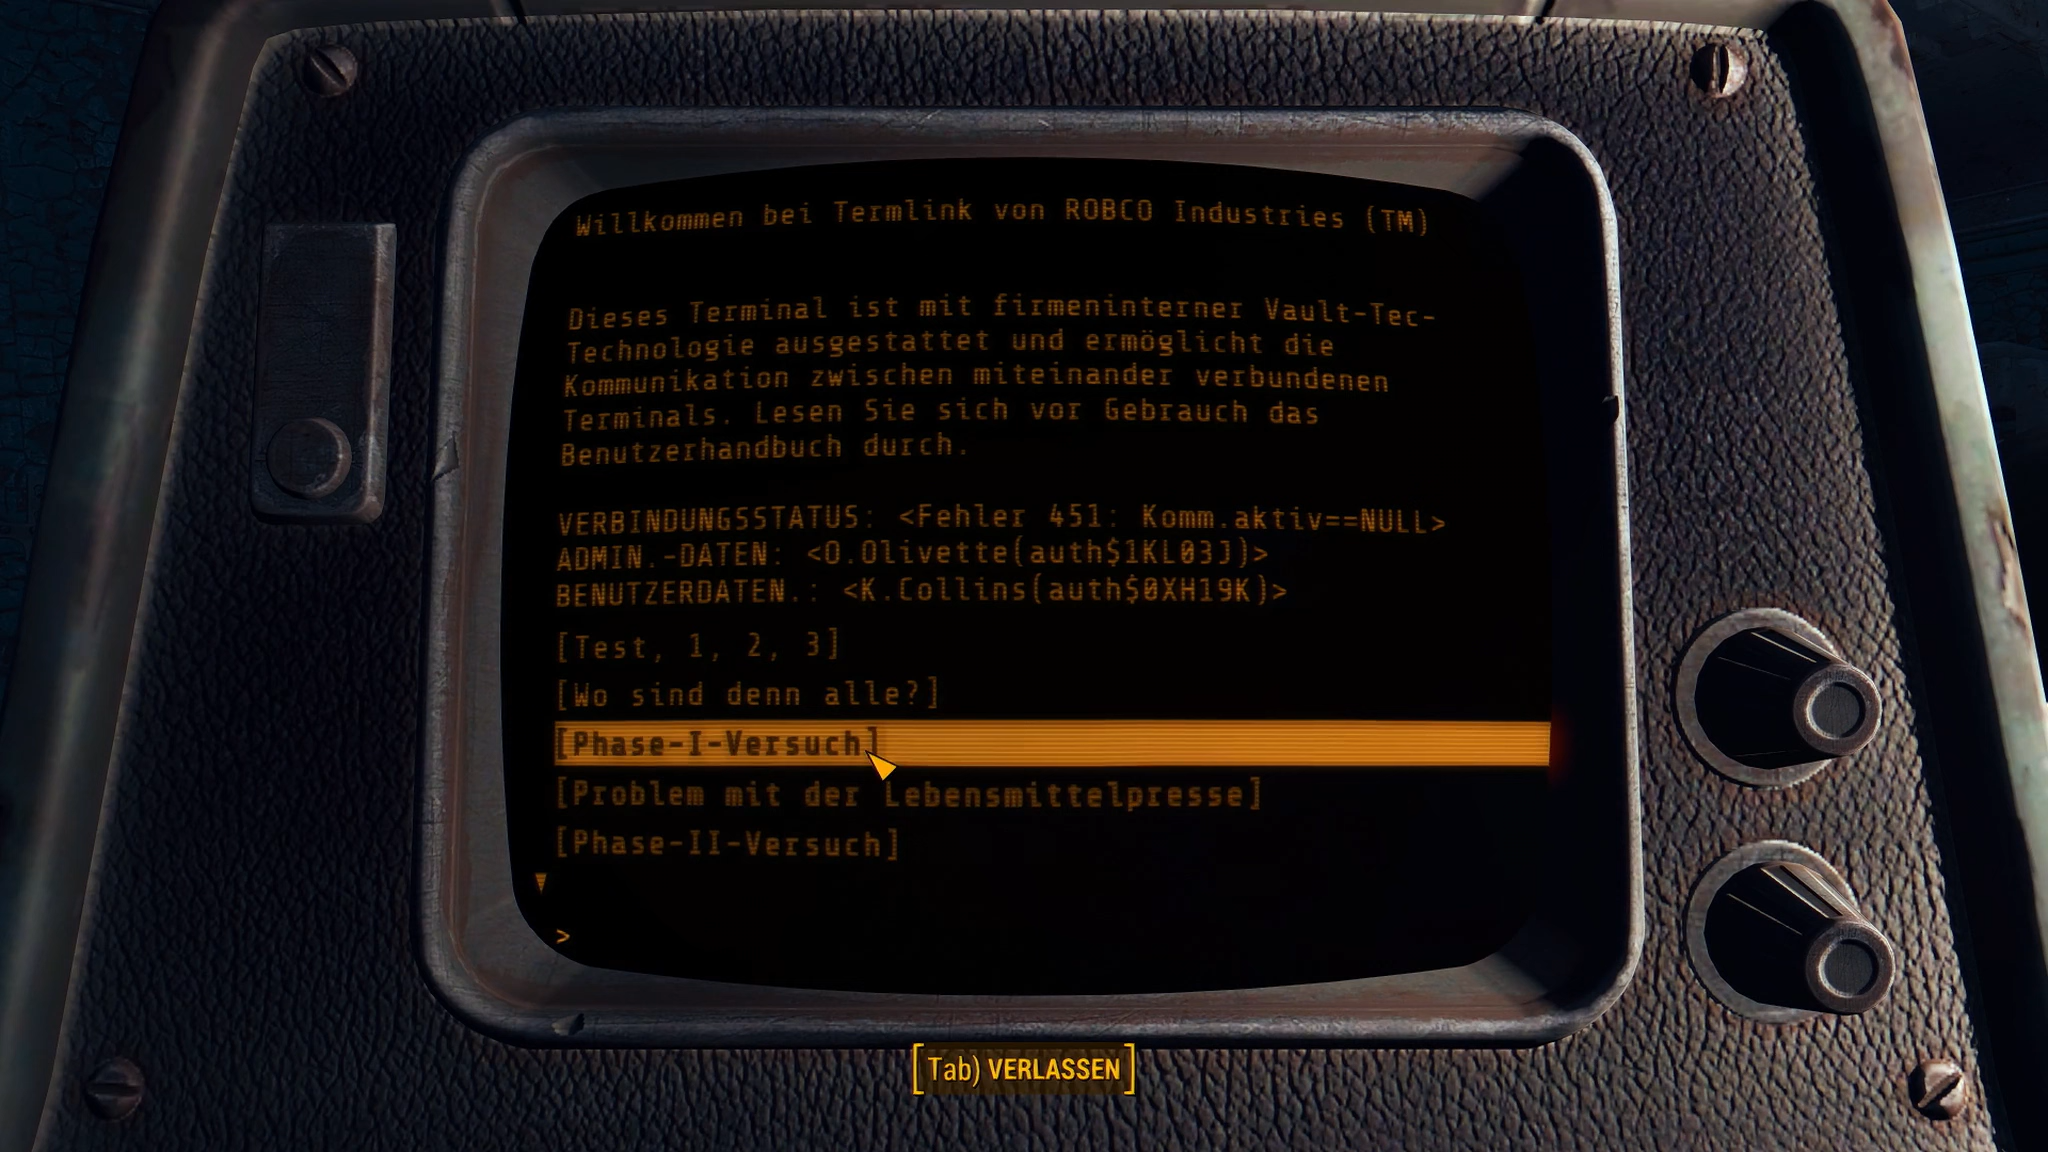 Willkommen bei Termlink von ROBCO Industries (TM)
Dieses Terminal ist mit firmeninterner Vault-Tec-
Technologie ausgestattet und ermöglicht die
Kommunikation zwischen miteinander verbundenen
Terminals. Lesen Sie sich vor Gebrauch das
Benutzerhandbuch durch.
VERBINDUNGSSTATUS: <Fehler 451: Komm.aktiv==NULL>
ADMIN.-DATEN: <O.Olivette(auth$1KL03J)>
BENUTZERDATEN.: <K.Collins(auth$0XH19K)>
[Test, 1, 2, 3]
[Wo sind denn alle?]
[Phase-I-Versuch]
[Problem mit der Lebensmittelpresse]
[Phase-II-Versuch]
>
[Tab) VERLASSEN]